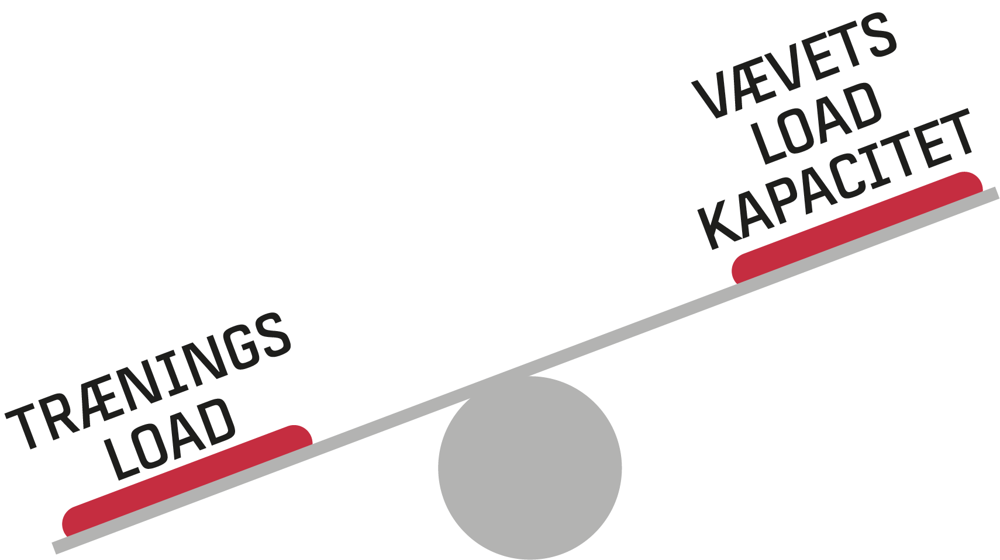 TRÆNINGS
LOAD
VÆVETS
LOAD
KAPACITET